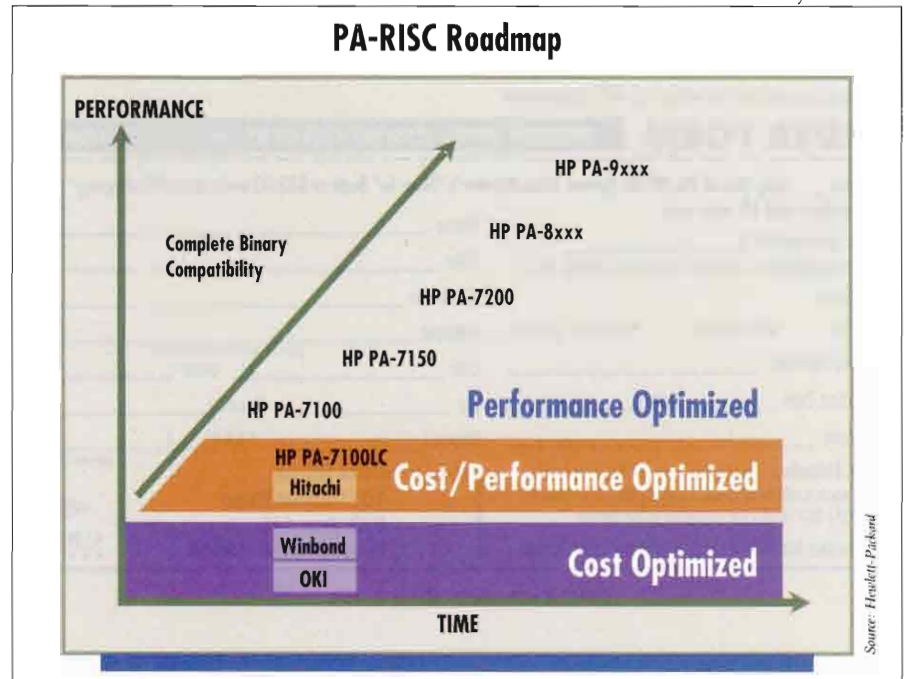 PA-RISC Roadmap
PERFORMANCE
HP PA-9xxx
HP PA-8xxx
Complete Binary
Compatibility
HP PA-7200
HP PA-7150
HP PA-7100
Performance Optimized
HP PA-7100LC
Hitachi
Cost/Performance Optimized
Winbond
OKI
Cost Optimized
TIME
Source: Hewlett-Packard